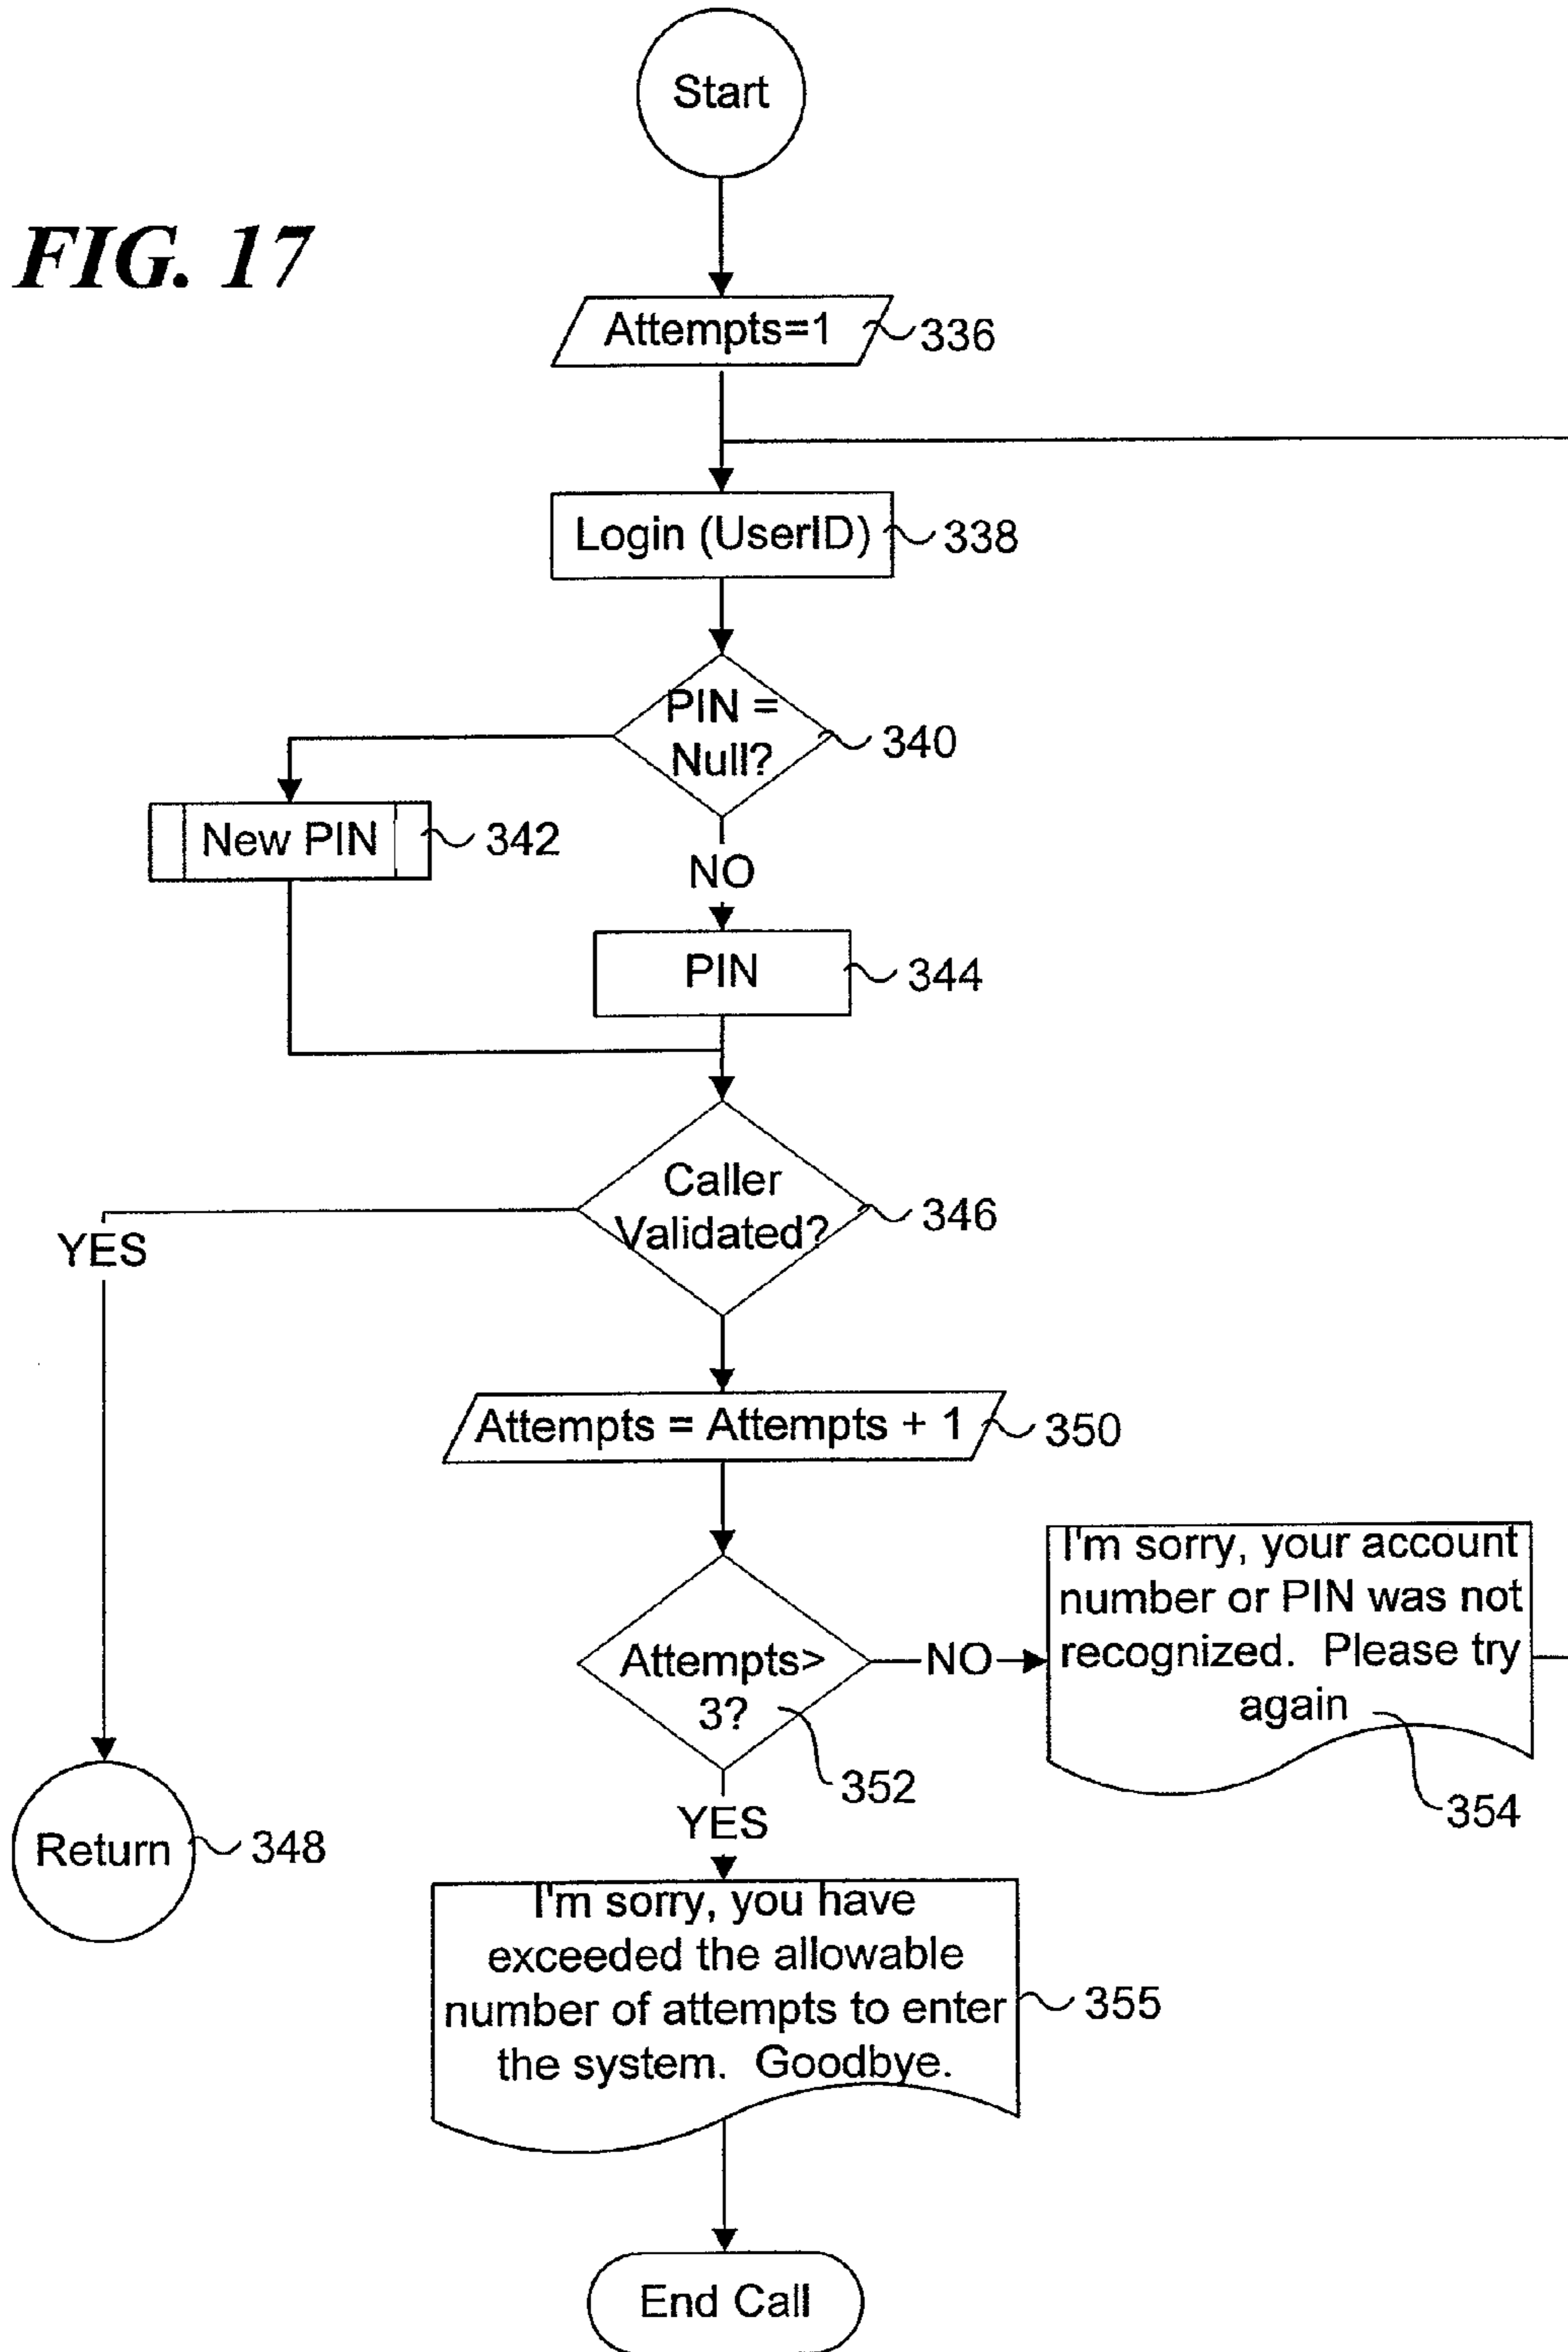 Start
FIG. 17
Attempts=1
336
Login (UserID)
338
PIN =
Null?
340
New PIN
342
NO
PIN
344
Caller
Validated?
346
YES
Attempts = Attempts + 1
350
I'm sorry, your account
number or PIN was not
recognized. Please try
again
354
Attempts>
3?
NO
352
YES
Return
348
I'm sorry, you have
exceeded the allowable
number of attempts to enter
the system. Goodbye.
355
End Call